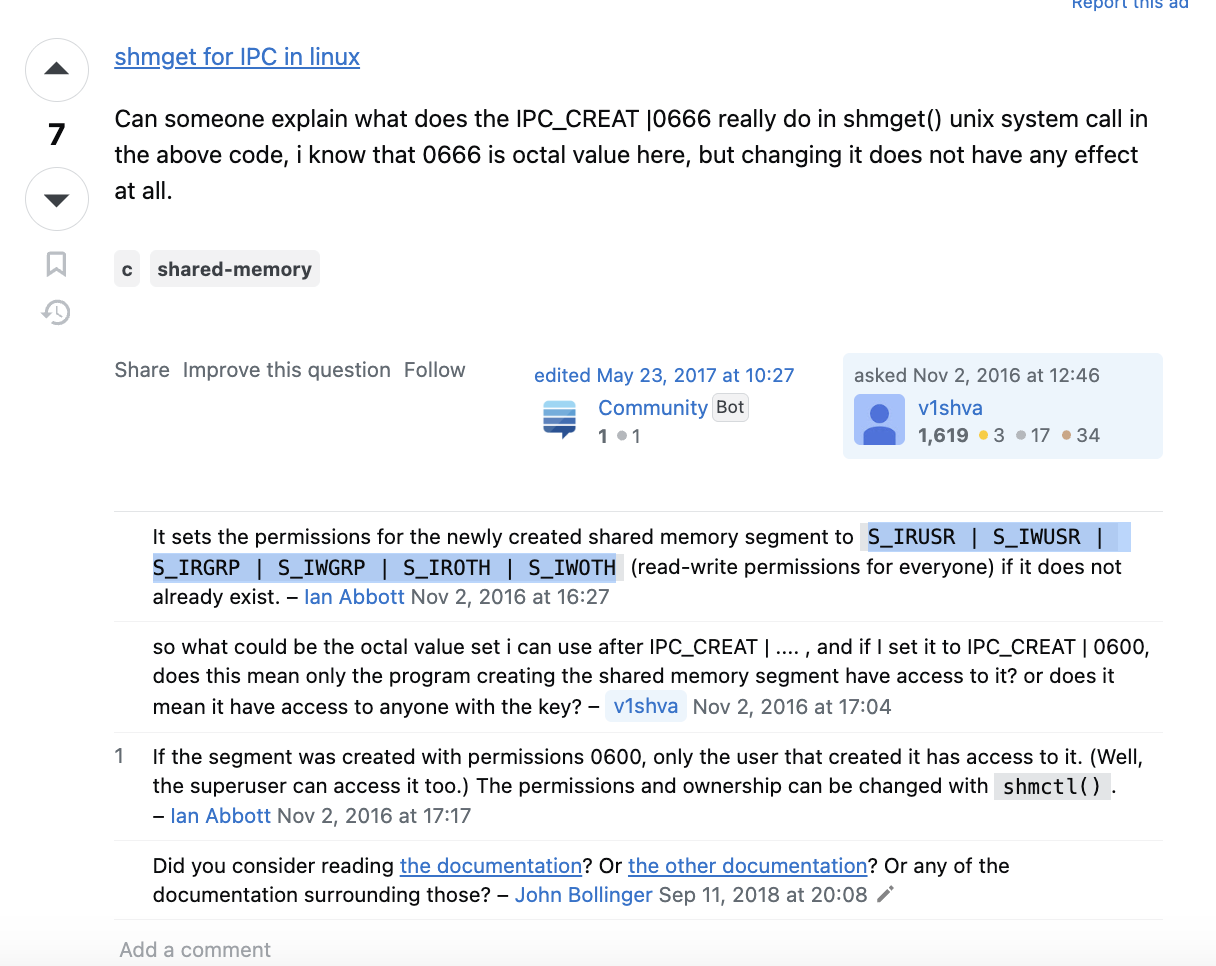 Report this ad
shmget for IPC in linux
7
Can someone explain what does the IPC_CREAT |0666 really do in shmget() unix system call in
the above code, i know that 0666 is octal value here, but changing it does not have any effect
at all.
c shared-memory
Share Improve this question Follow
edited May 23, 2017 at 10:27
Community Bot
1 1
asked Nov 2, 2016 at 12:46
v1shva
1,619 3 17 34
It sets the permissions for the newly created shared memory segment to S_IRUSR | S_IWUSR |
S_IRGRP | S_IWGRP | S_IROTH | S_IWOTH (read-write permissions for everyone) if it does not
already exist. – Ian Abbott Nov 2, 2016 at 16:27
so what could be the octal value set i can use after IPC_CREAT | .... , and if I set it to IPC_CREAT | 0600,
does this mean only the program creating the shared memory segment have access to it? or does it
mean it have access to anyone with the key? – v1shva Nov 2, 2016 at 17:04
1 If the segment was created with permissions 0600, only the user that created it has access to it. (Well,
the superuser can access it too.) The permissions and ownership can be changed with shmctl() .
– Ian Abbott Nov 2, 2016 at 17:17
Did you consider reading the documentation? Or the other documentation? Or any of the
documentation surrounding those? – John Bollinger Sep 11, 2018 at 20:08
Add a comment